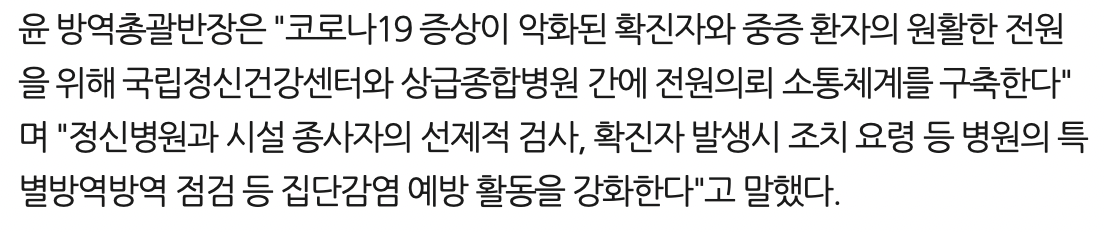 윤 방역총괄반장은 "코로나19 증상이 악화된 확진자와 중증 환자의 원활한 전원
을 위해 국립정신건강센터와 상급종합병원 간에 전원의뢰 소통체계를 구축한다"
며 "정신병원과 시설 종사자의 선제적 검사, 확진자 발생시 조치 요령 등 병원의 특
별방역방역 점검 등 집단감염 예방 활동을 강화한다"고 말했다.